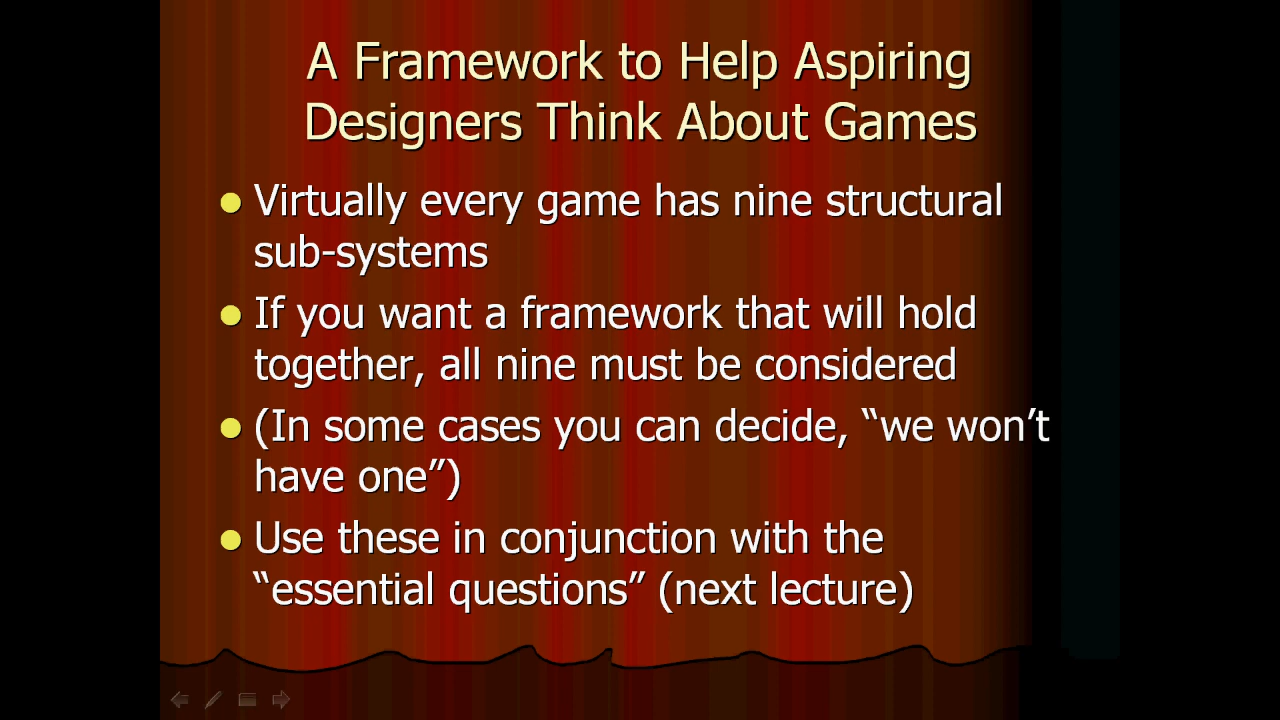 A Framework to Help Aspiring
Designers Think About Games
Virtually every game has nine structural
sub-systems
If you want a framework that will hold
together, all nine must be considered
(In some cases you can decide, “we won’t
have one”)
Use these in conjunction with the
“essential questions” (next lecture)